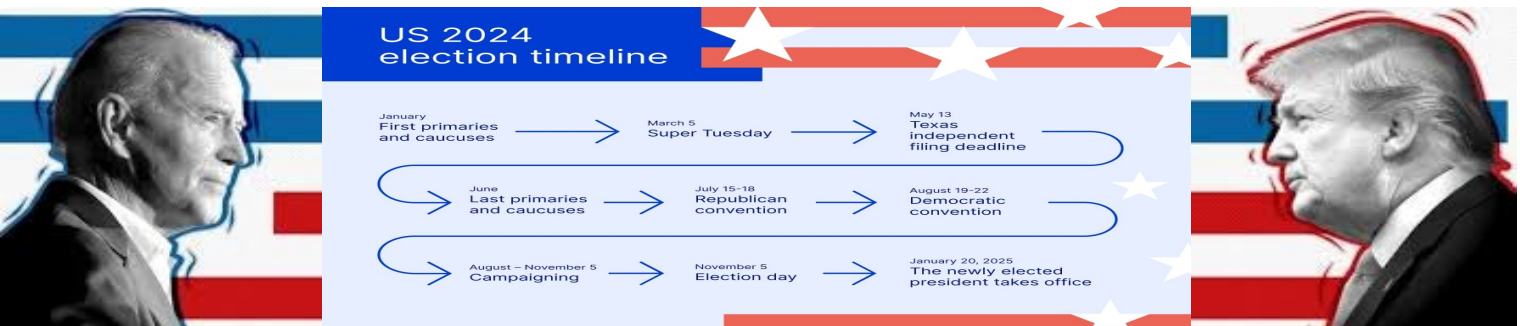 US 2024
election timeline
January
First primaries
and caucuses
March 5
Super Tuesday
May 13
Texas
independent
filing deadline
June
Last primaries
and caucuses
July 15-18
Republican
convention
August 19-22
Democratic
convention
August – November 5
Campaigning
November 5
Election day
January 20, 2025
The newly elected
president takes office